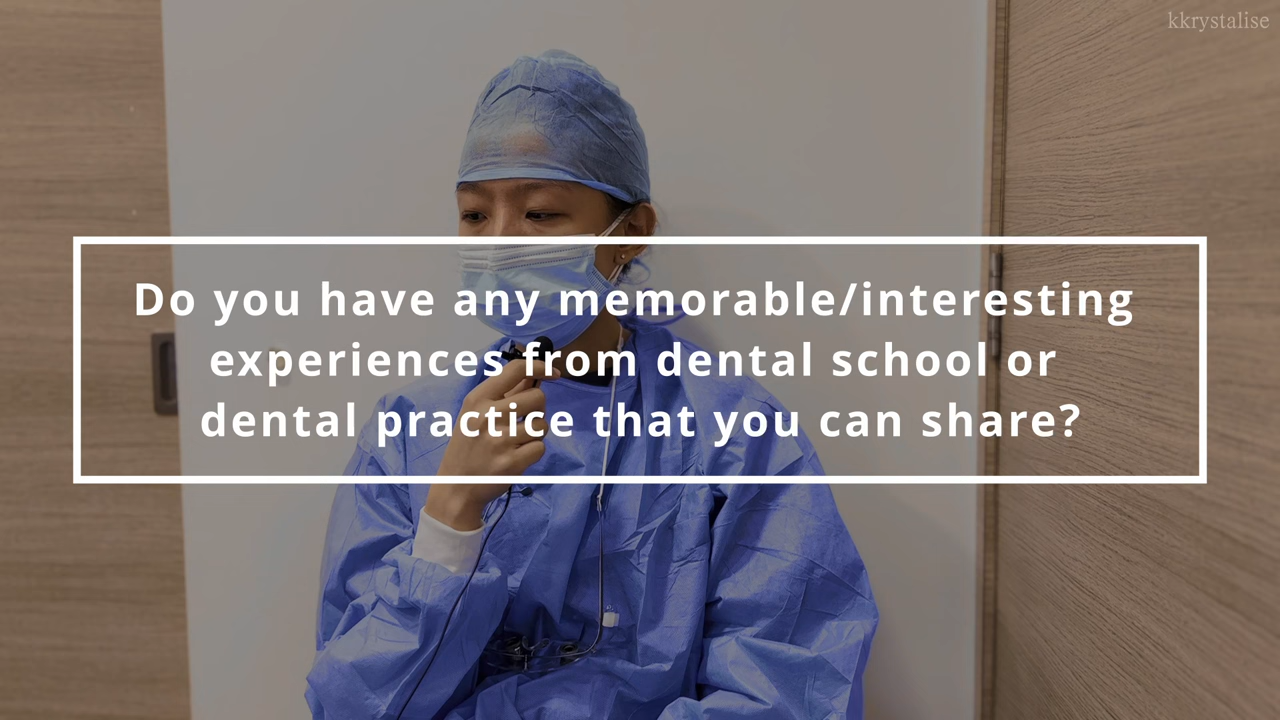 kkrystalise
Do you have any memorable/interesting
experiences from dental school or
dental practice that you can share?